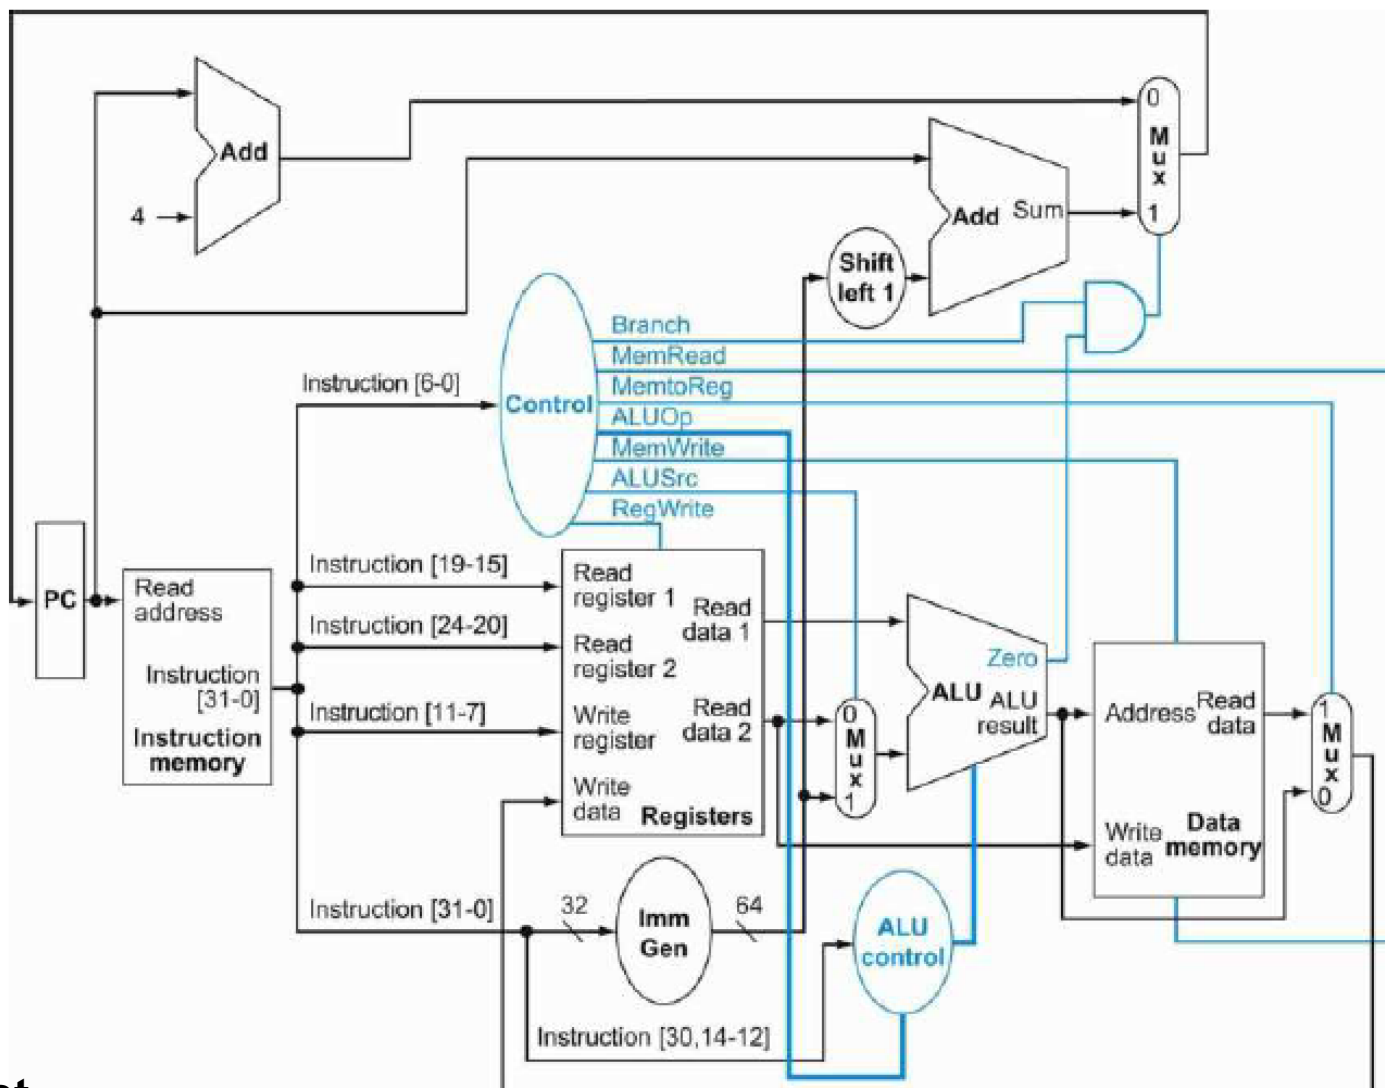 0
M
u
x
1
Add
4
Add Sum
Shift
left 1
Branch
MemRead
MemtoReg
ALUOp
MemWrite
ALUSrc
RegWrite
Instruction [6-0]
Control
PC
Read
address
Instruction
[31-0]
Instruction
memory
Instruction [19-15]
Instruction [24-20]
Instruction [11-7]
Read
register 1
Read
register 2
Write
register
Write
data
Read
data 1
Read
data 2
Registers
0
M
u
x
1
Zero
ALU
ALU
result
Address
Read
data
Write
data
Data
memory
1
M
u
x
0
Instruction [31-0]
32
Imm
Gen
64
ALU
control
Instruction [30,14-12]